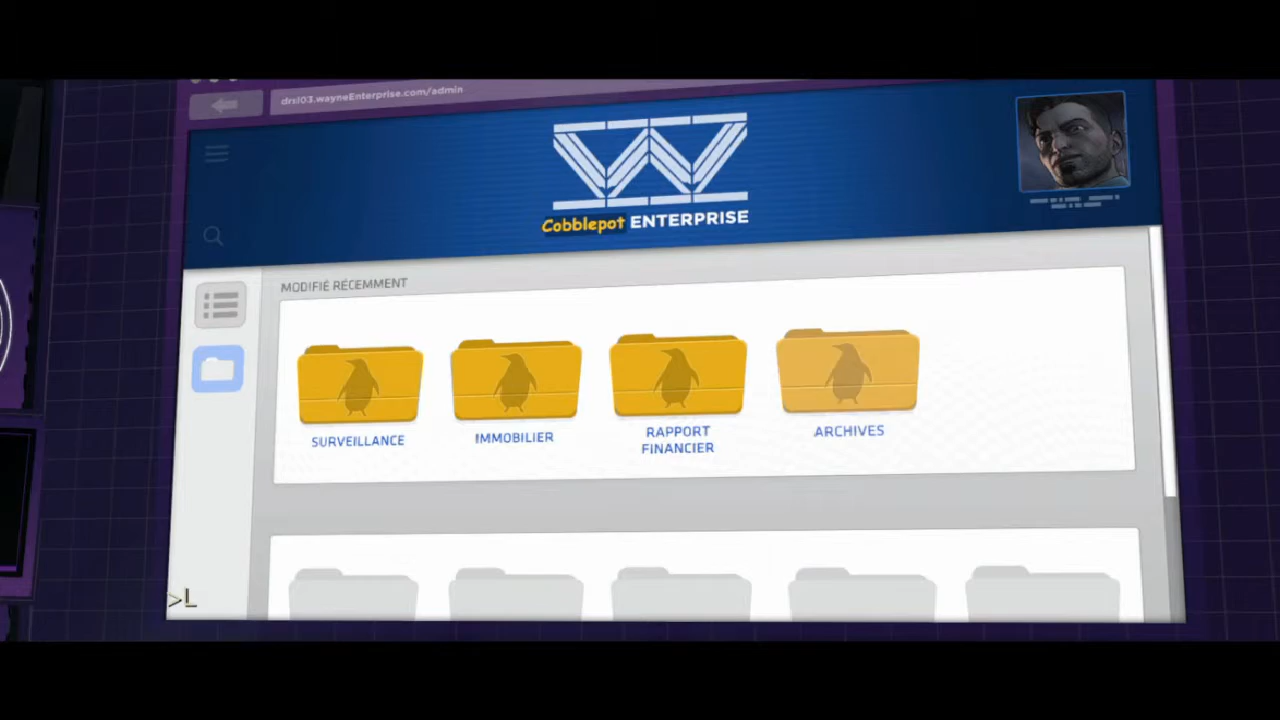 drsl03.wayneEnterprise.com/admin
Cobblepot ENTERPRISE
MODIFIÉ RÉCEMMENT
SURVEILLANCE
IMMOBILIER
RAPPORT
FINANCIER
ARCHIVES
>L